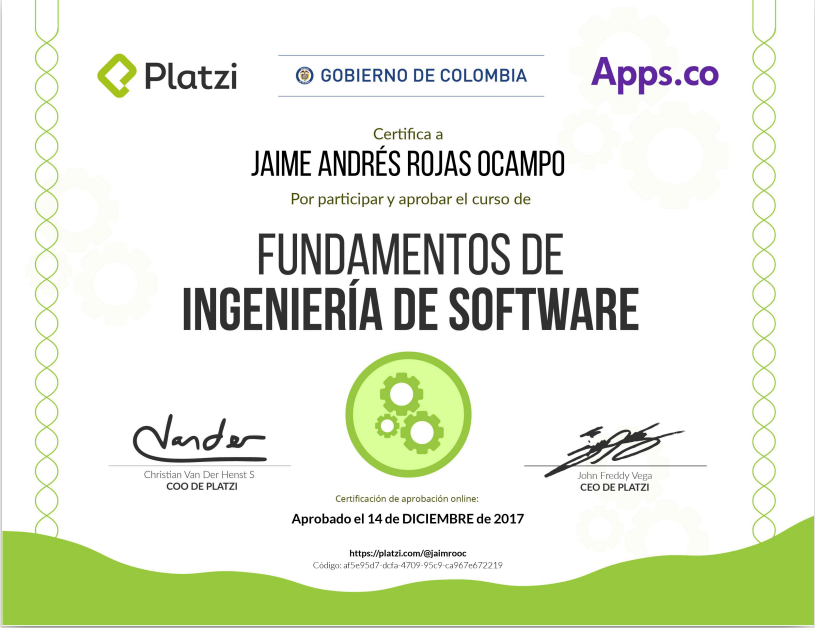 Platzi
GOBIERNO DE COLOMBIA
Apps.co
Certifica a
JAIME ANDRÉS ROJAS OCAMPO
Por participar y aprobar el curso de
FUNDAMENTOS DE
INGENIERÍA DE SOFTWARE
Vander
Christian Van Der Henst S
COO DE PLATZI
John Freddy Vega
CEO DE PLATZI
Certificación de aprobación online:
Aprobado el 14 de DICIEMBRE de 2017
https://platzi.com/@jaimrooc
Código: af5e95d7-dcfa-4709-95c9-ca967e672219